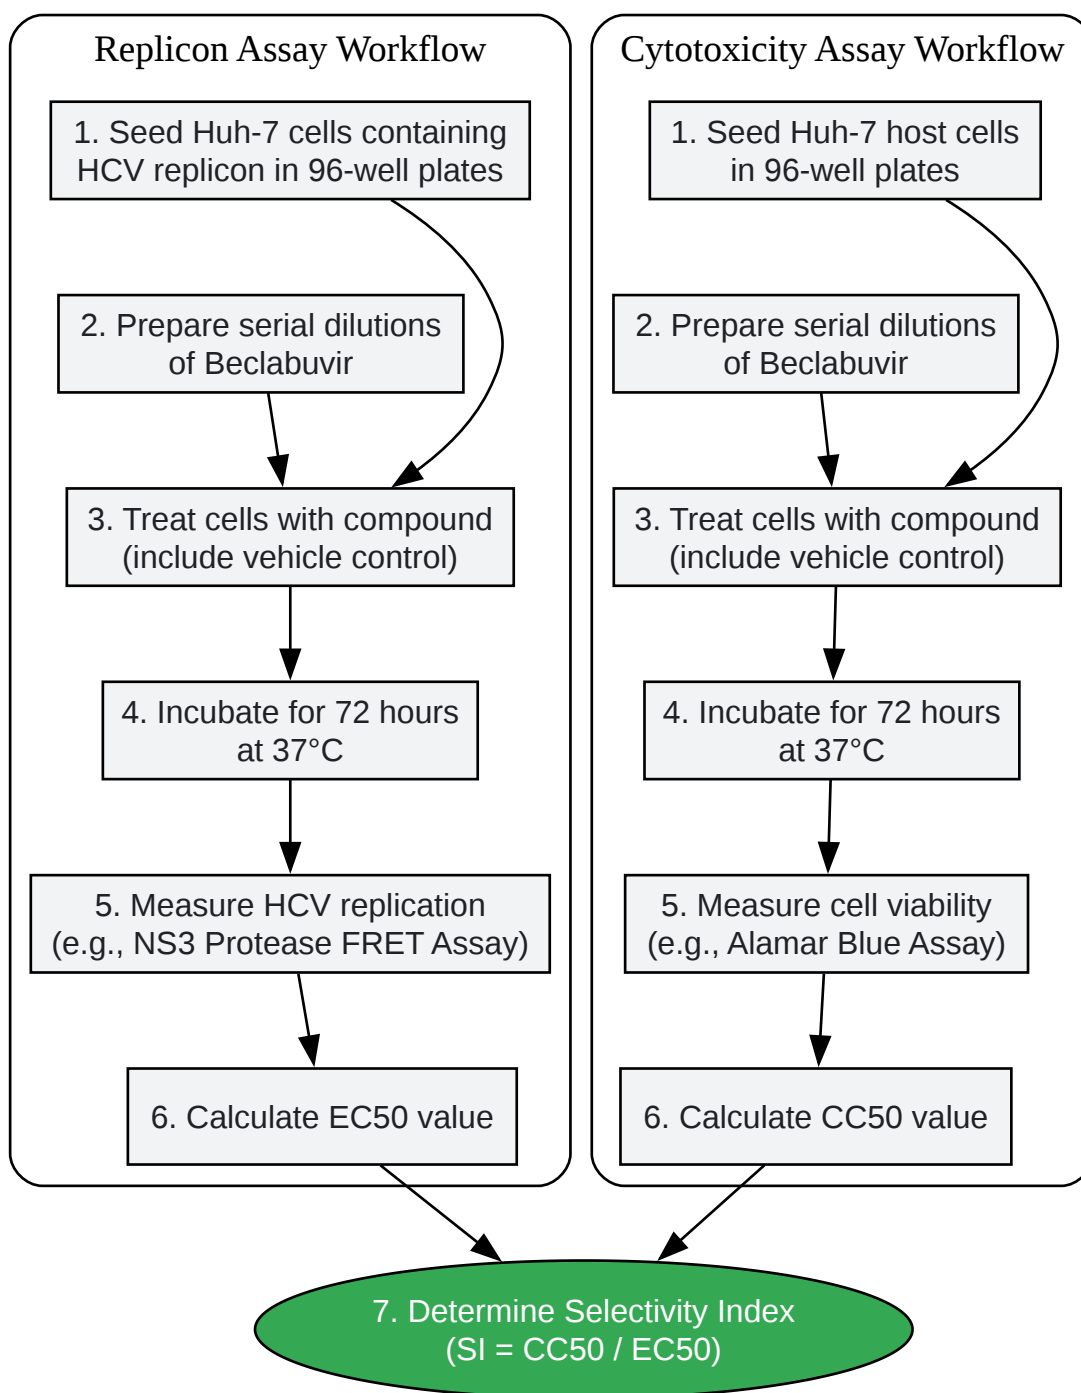 Replicon Assay Workflow
1. Seed Huh-7 cells containing
HCV replicon in 96-well plates
2. Prepare serial dilutions
of Beclabuvir
3. Treat cells with compound
(include vehicle control)
4. Incubate for 72 hours
at 37°C
5. Measure HCV replication
(e.g., NS3 Protease FRET Assay)
6. Calculate EC50 value
Cytotoxicity Assay Workflow
1. Seed Huh-7 host cells
in 96-well plates
2. Prepare serial dilutions
of Beclabuvir
3. Treat cells with compound
(include vehicle control)
4. Incubate for 72 hours
at 37°C
5. Measure cell viability
(e.g., Alamar Blue Assay)
6. Calculate CC50 value
7. Determine Selectivity Index
(SI = CC50 / EC50)